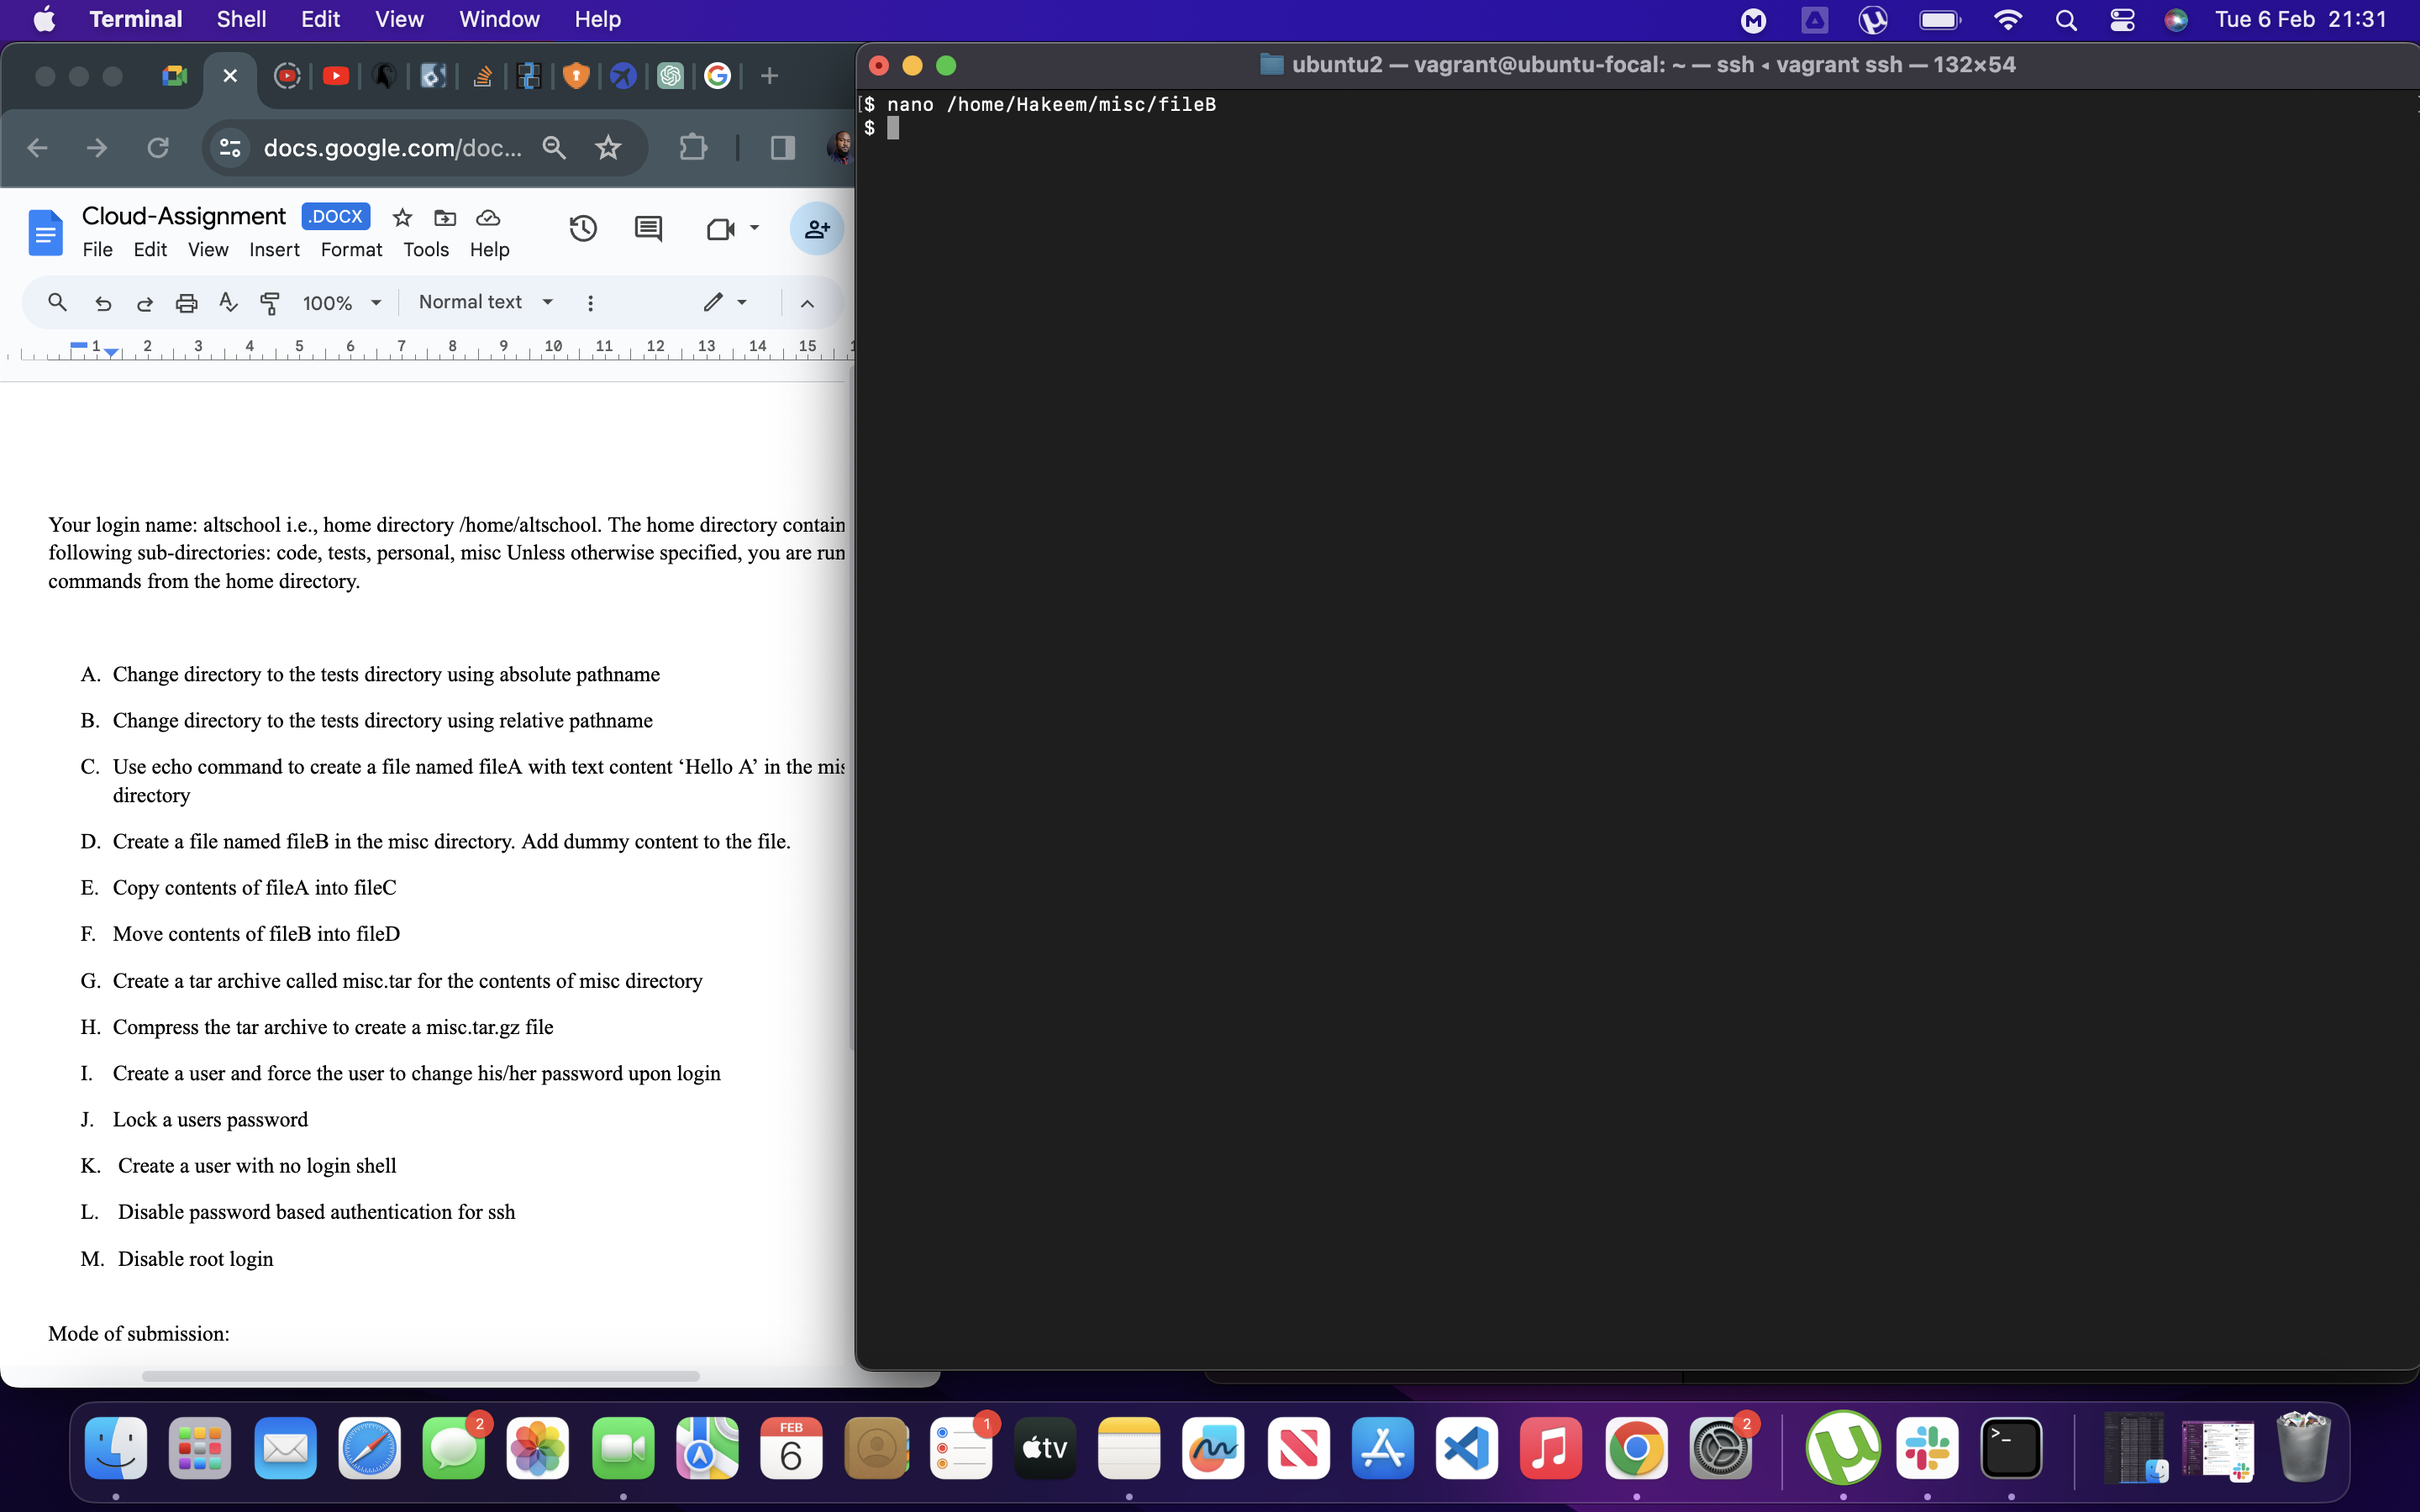 Terminal Shell Edit View Window Help
Tue 6 Feb 21:31
docs.google.com/doc...
Cloud-Assignment .DOCX
File Edit View Insert Format Tools Help
100% Normal text
1 2 3 4 5 6 7 8 9 10 11 12 13 14 15
Your login name: altschool i.e., home directory /home/altschool. The home directory contain
following sub-directories: code, tests, personal, misc Unless otherwise specified, you are run
commands from the home directory.
A. Change directory to the tests directory using absolute pathname
B. Change directory to the tests directory using relative pathname
C. Use echo command to create a file named fileA with text content ‘Hello A’ in the mis
directory
D. Create a file named fileB in the misc directory. Add dummy content to the file.
E. Copy contents of fileA into fileC
F. Move contents of fileB into fileD
G. Create a tar archive called misc.tar for the contents of misc directory
H. Compress the tar archive to create a misc.tar.gz file
I. Create a user and force the user to change his/her password upon login
J. Lock a users password
K. Create a user with no login shell
L. Disable password based authentication for ssh
M. Disable root login
Mode of submission:
ubuntu2 — vagrant@ubuntu-focal: ~ — ssh ◂ vagrant ssh — 132×54
[$ nano /home/Hakeem/misc/fileB
$
2
FEB
6
1
tv
2
>_